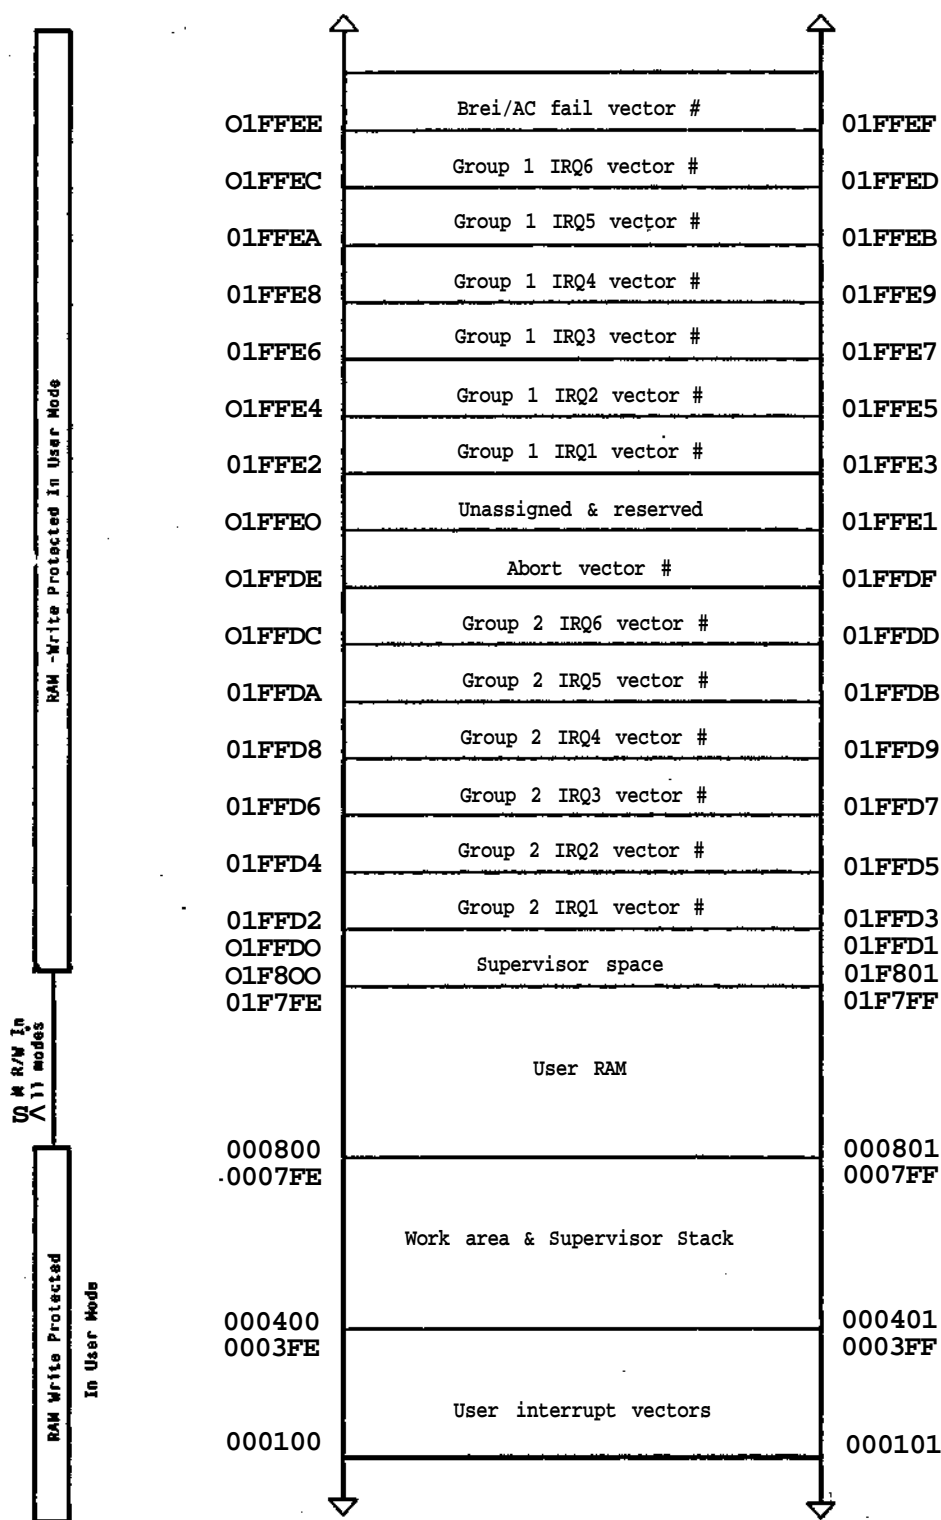 Brei/AC fail vector #
O1FFEE 01FFEF
Group 1 IRQ6 vector #
O1FFEC 01FFED
Group 1 IRQ5 vector #
01FFEA 01FFEB
Group 1 IRQ4 vector #
01FFE8 01FFE9
Group 1 IRQ3 vector #
01FFE6 01FFE7
Group 1 IRQ2 vector #
O1FFE4 01FFE5
Group 1 IRQ1 vector #
01FFE2 01FFE3
Unassigned & reserved
O1FFEO 01FFE1
Abort vector #
O1FFDE 01FFDF
Group 2 IRQ6 vector #
O1FFDC 01FFDD
Group 2 IRQ5 vector #
01FFDA 01FFDB
Group 2 IRQ4 vector #
01FFD8 01FFD9
Group 2 IRQ3 vector #
01FFD6 01FFD7
Group 2 IRQ2 vector #
01FFD4 01FFD5
Group 2 IRQ1 vector #
01FFD2 01FFD3
O1FFDO 01FFD1
Supervisor space
O1F8OO 01F801
01F7FE 01F7FF
User RAM
000800 000801
0007FE 0007FF
Work area & Supervisor Stack
000400 000401
0003FE 0003FF
User interrupt vectors
000100 000101
RAM -Write Protected In User Mode
R/W In
modes
RAM Write Protected
In User Mode